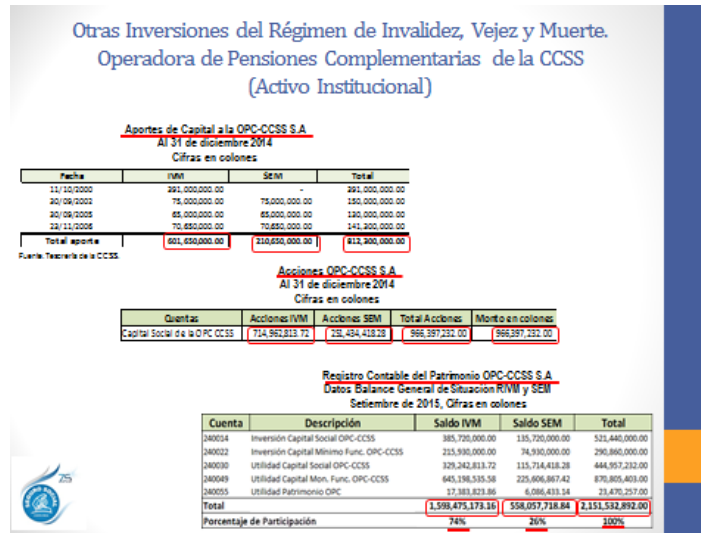 Otras Inversiones del Régimen de Invalidez, Vejez y Muerte.
Operadora de Pensiones Complementarias de la CCSS
(Activo Institucional)
Aportes de Capital a la OPC-CCSS S.A
Al 31 de diciembre 2014
Cifras en colones
Fecha IVM SEM Total
11/10/2000 391,000,000.00 - 391,000,000.00
30/09/2002 75,000,000.00 75,000,000.00 150,000,000.00
30/09/2005 65,000,000.00 65,000,000.00 130,000,000.00
23/11/2006 70,650,000.00 70,650,000.00 141,300,000.00
Total aporte 601,650,000.00 210,650,000.00 812,300,000.00
Fuente: Tesorería de la CCSS.
Acciones OPC-CCSS S.A
Al 31 de diciembre 2014
Cifras en colones
Cuentas Acciones IVM Acciones SEM Total Acciones Monto en colones
Capital Social de la OPC CCSS 714,962,813.72 251,434,418.28 966,397,232.00 966,397,232.00
Registro Contable del Patrimonio OPC-CCSS S.A
Datos Balance General de Situación RIVM y SEM
Setiembre de 2015, Cifras en colones
Cuenta Descripción Saldo IVM Saldo SEM Total
240014 Inversión Capital Social OPC-CCSS 385,720,000.00 135,720,000.00 521,440,000.00
240022 Inversión Capital Mínimo Func. OPC-CCSS 215,930,000.00 74,930,000.00 290,860,000.00
240030 Utilidad Capital Social OPC-CCSS 329,242,813.72 115,714,418.28 444,957,232.00
240049 Utilidad Capital Mon. Func. OPC-CCSS 645,198,535.58 225,606,867.42 870,805,403.00
240055 Utilidad Patrimonio OPC 17,383,823.86 6,086,433.14 23,470,257.00
Total 1,593,475,173.16 558,057,718.84 2,151,532,892.00
Porcentaje de Participación 74% 26% 100%
75
SEGURO SOCIAL